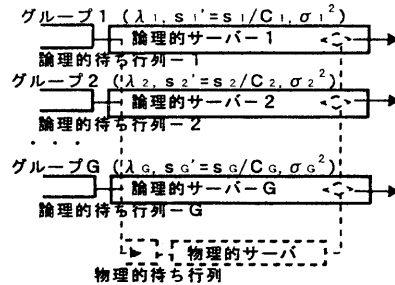 グループ1 (λ₁, s₁'=s₁/C₁, σ₁²)
論理的サーバー1
論理的待ち行列-1
グループ2 (λ₂, s₂'=s₂/C₂, σ₂²)
論理的サーバー2
論理的待ち行列-2
・・・
グループG (λG, sG'=sG/CG, σG²)
論理的サーバーG
論理的待ち行列-G
物理的サーバ
物理的待ち行列